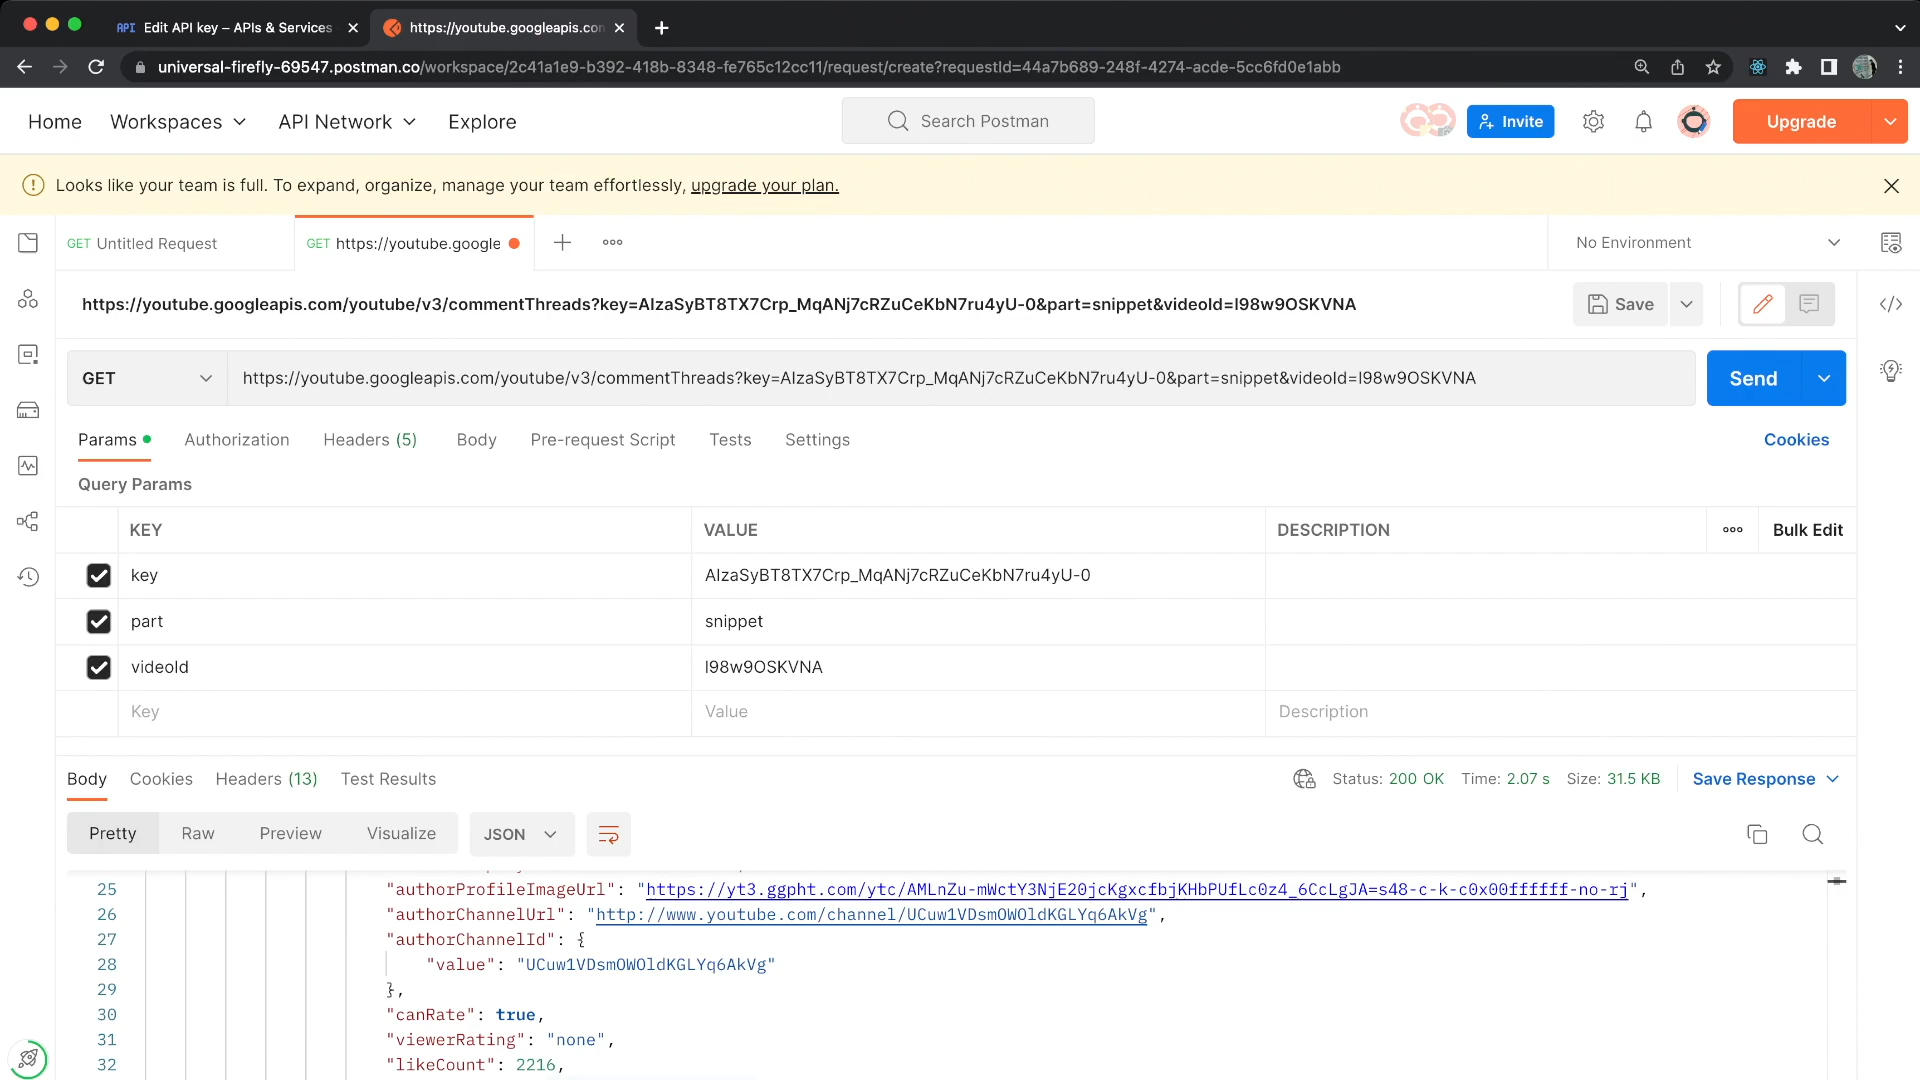 API Edit API key – APIs & Services
https://youtube.googleapis.con
universal-firefly-69547.postman.co/workspace/2c41a1e9-b392-418b-8348-fe765c12cc11/request/create?requestId=44a7b689-248f-4274-acde-5cc6fd0e1abb
Home Workspaces API Network Explore Search Postman Invite Upgrade
Looks like your team is full. To expand, organize, manage your team effortlessly, upgrade your plan.
GET Untitled Request GET https://youtube.google No Environment
https://youtube.googleapis.com/youtube/v3/commentThreads?key=AIzaSyBT8TX7Crp_MqANj7cRZuCeKbN7ru4yU-0&part=snippet&videoId=I98w9OSKVNA Save
GET https://youtube.googleapis.com/youtube/v3/commentThreads?key=AIzaSyBT8TX7Crp_MqANj7cRZuCeKbN7ru4yU-0&part=snippet&videoId=I98w9OSKVNA Send
Params Authorization Headers (5) Body Pre-request Script Tests Settings Cookies
Query Params
KEY VALUE DESCRIPTION Bulk Edit
key AIzaSyBT8TX7Crp_MqANj7cRZuCeKbN7ru4yU-0
part snippet
videoId I98w9OSKVNA
Key Value Description
Body Cookies Headers (13) Test Results Status: 200 OK Time: 2.07 s Size: 31.5 KB Save Response
Pretty Raw Preview Visualize JSON
25 "authorProfileImageUrl": "https://yt3.ggpht.com/ytc/AMLnZu-mWctY3NjE20jcKgxcfbjKHbPUfLc0z4_6CcLgJA=s48-c-k-c0x00ffffff-no-rj",
26 "authorChannelUrl": "http://www.youtube.com/channel/UCuw1VDsmOWOldKGLYq6AkVg",
27 "authorChannelId": {
28 "value": "UCuw1VDsmOWOldKGLYq6AkVg"
29 },
30 "canRate": true,
31 "viewerRating": "none",
32 "likeCount": 2216,